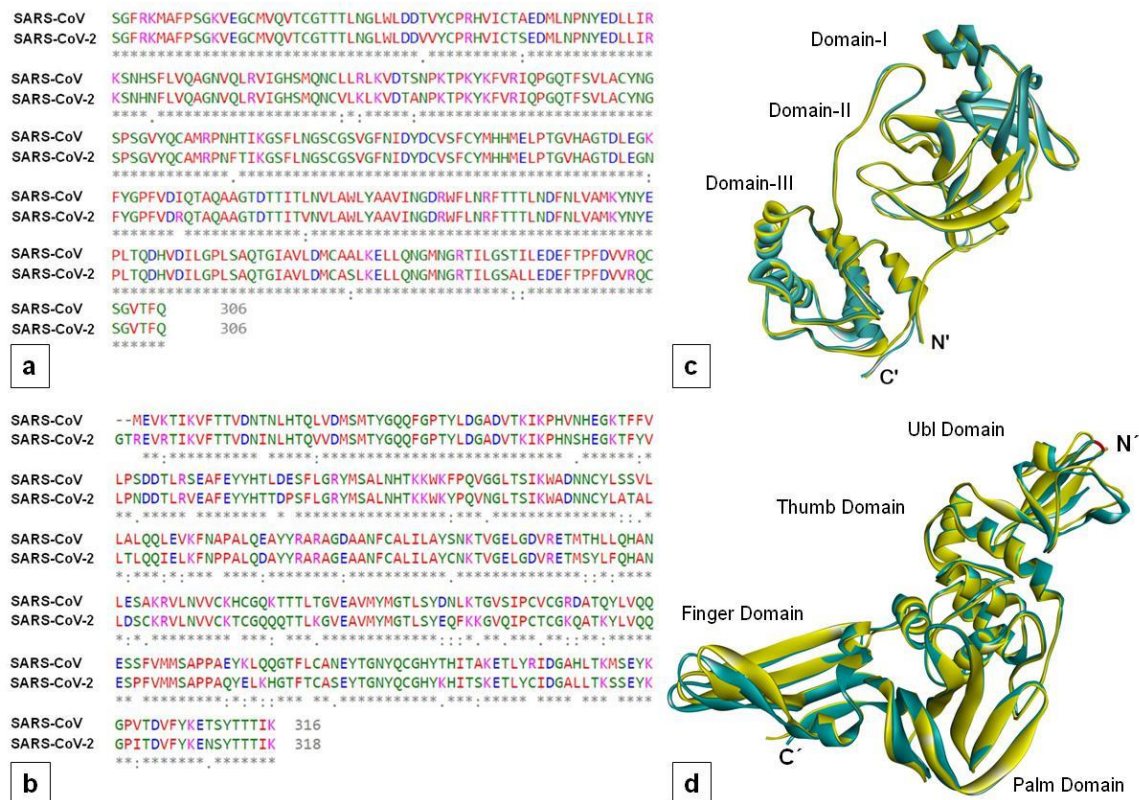 SARS-CoV SGFRKMAFPSGKVEGCMVQVTCGTTTLNGLWLDDTVYCPRHVICTAEDMLNPNYEDLLIR
SARS-CoV-2 SGFRKMAFPSGKVEGCMVQVTCGTTTLNGLWLDDVVYCPRHVICTSEDMLNPNYEDLLIR
**********************************.**********:**************
SARS-CoV KSNHSFLVQAGNVQLRVIGHSMQNCLLRLKVDTSNPKTPKYKFVRIQPGQTFSVLACYNG
SARS-CoV-2 KSNHNFLVQAGNVQLRVIGHSMQNCVLKLKVDTANPKTPKYKFVRIQPGQTFSVLACYNG
****.********************:*:*****:**************************
SARS-CoV SPSGVYQCAMRPNHTIKGSFLNGSCGSVGFNIDYDCVSFCYMHHMELPTGVHAGTDLEGK
SARS-CoV-2 SPSGVYQCAMRPNFTIKGSFLNGSCGSVGFNIDYDCVSFCYMHHMELPTGVHAGTDLEGN
*************.*********************************************:
SARS-CoV FYGPFVDIQTAQAAGTDTTITLNVLAWLYAAVINGDRWFLNRFTTTLNDFNLVAMKYNYE
SARS-CoV-2 FYGPFVDRQTAQAAGTDTTITVNVLAWLYAAVINGDRWFLNRFTTTLNDFNLVAMKYNYE
******* *************:**************************************
SARS-CoV PLTQDHVDILGPLSAQTGIAVLDMCAALKELLQNGMNGRTILGSTILEDEFTPFDVVRQC
SARS-CoV-2 PLTQDHVDILGPLSAQTGIAVLDMCASLKELLQNGMNGRTILGSALLEDEFTPFDVVRQC
**************************:*****************::**************
SARS-CoV SGVTFQ 306
SARS-CoV-2 SGVTFQ 306
******
a
SARS-CoV --MEVKTIKVFTTVDNTNLHTQLVDMSMTYGQQFGPTYLDGADVTKIKPHVNHEGKTFFV
SARS-CoV-2 GTREVRTIKVFTTVDNINLHTQVVDMSMTYGQQFGPTYLDGADVTKIKPHNSHEGKTFYV
**:********** *****:*************************** .******:*
SARS-CoV LPSDDTLRSEAFEYYHTLDESFLGRYMSALNHTKKWKFPQVGGLTSIKWADNNCYLSSVL
SARS-CoV-2 LPNDDTLRVEAFEYYHTTDPSFLGRYMSALNHTKKWKYPQVNGLTSIKWADNNCYLATAL
**.***** ******** * *****************:***.**************::.*
SARS-CoV LALQQLEVKFNAPALQEAYYRARAGDAANFCALILAYSNKTVGELGDVRETMTHLLQHAN
SARS-CoV-2 LTLQQIELKFNPPALQDAYYRARAGEAANFCALILAYCNKTVGELGDVRETMSYLFQHAN
*:***:*:*** ****:********:***********.**************::*:****
SARS-CoV LESAKRVLNVVCKHCGQKTTTLTGVEAVMYMGTLSYDNLKTGVSIPCVCGRDATQYLVQQ
SARS-CoV-2 LDSCKRVLNVVCKTCGQQQTTLKGVEAVMYMGTLSYEQFKKGVQIPCTCGKQATKYLVQQ
*:*.********* ***: ***.*************:::*.**.***.**::**:*****
SARS-CoV ESSFVMMSAPPAEYKLQQGTFLCANEYTGNYQCGHYTHITAKETLYRIDGAHLTKMSEYK
SARS-CoV-2 ESPFVMMSAPPAQYELKHGTFTCASEYTGNYQCGHYKHITSKETLYCIDGALLTKSSEYK
**.*********:*:*::*** **.***********.***:***** **** *** ****
SARS-CoV GPVTDVFYKETSYTTTIK 316
SARS-CoV-2 GPITDVFYKENSYTTTIK 318
**:*******.*******
b
Domain-I
Domain-II
Domain-III
N'
C'
c
Ubl Domain
N´
Thumb Domain
Finger Domain
C´
Palm Domain
d